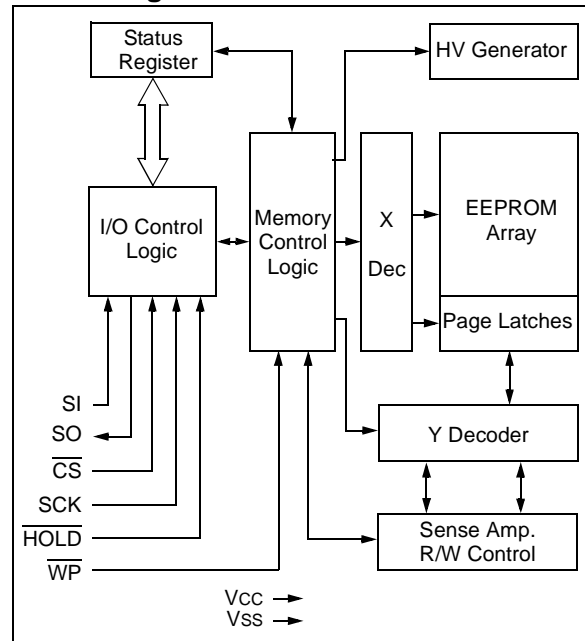 Status
Register
HV Generator
I/O Control
Logic
Memory
Control
Logic
X
Dec
EEPROM
Array
Page Latches
SI
SO
CS
SCK
HOLD
WP
Y Decoder
Sense Amp.
R/W Control
VCC
VSS